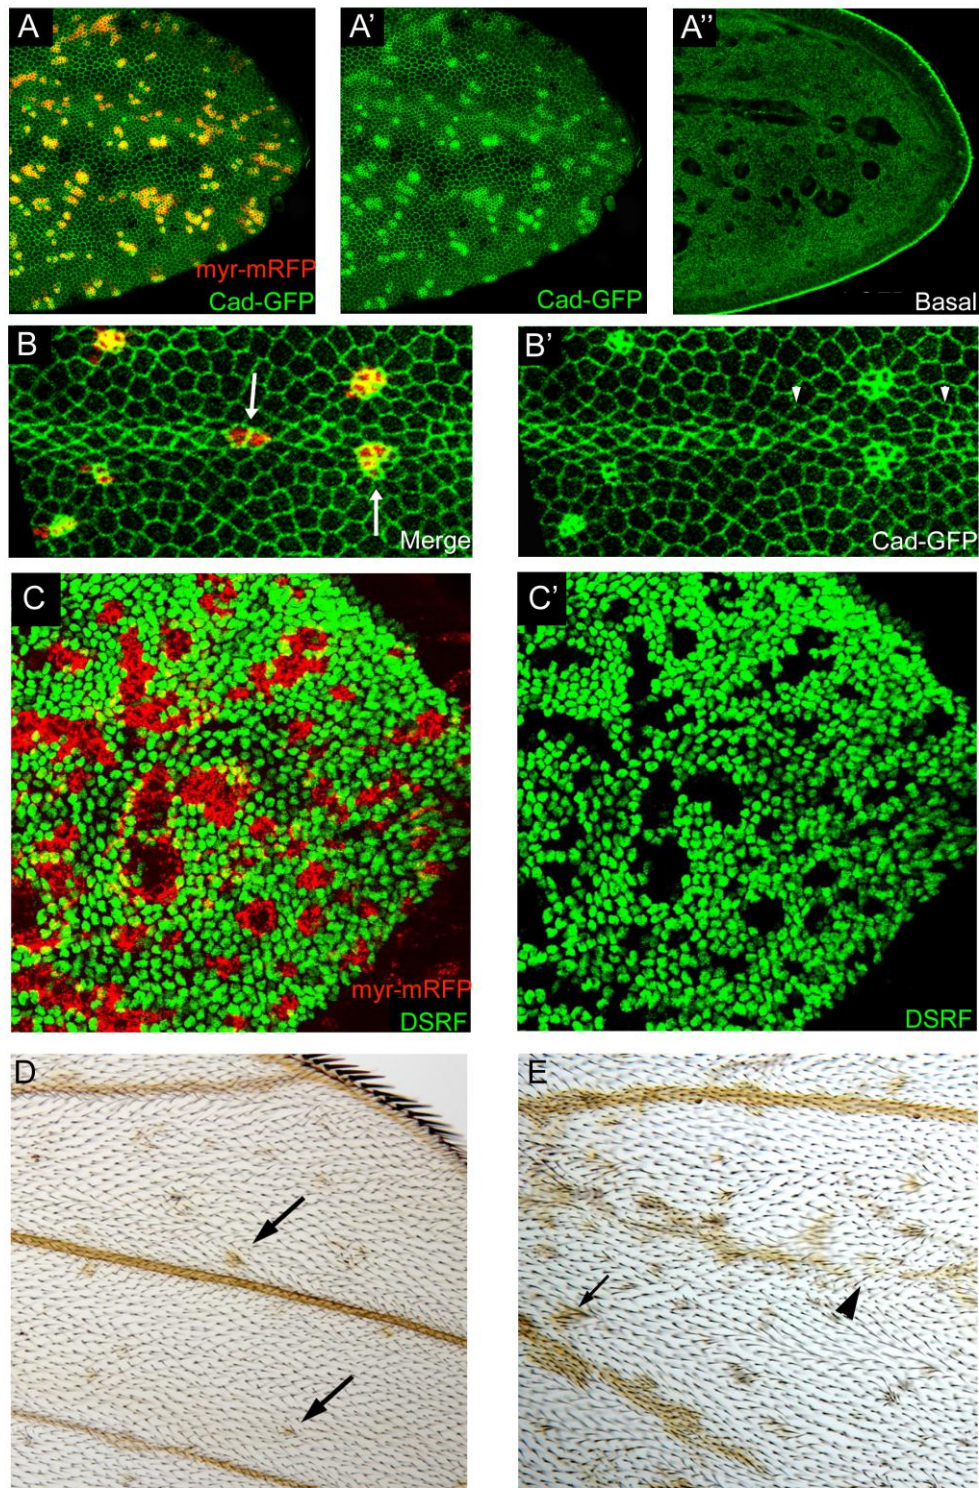 A
myr-mRFP
Cad-GFP
A'
Cad-GFP
A''
Basal
B
Merge
B'
Cad-GFP
C
myr-mRFP
DSRF
C'
DSRF
D
E